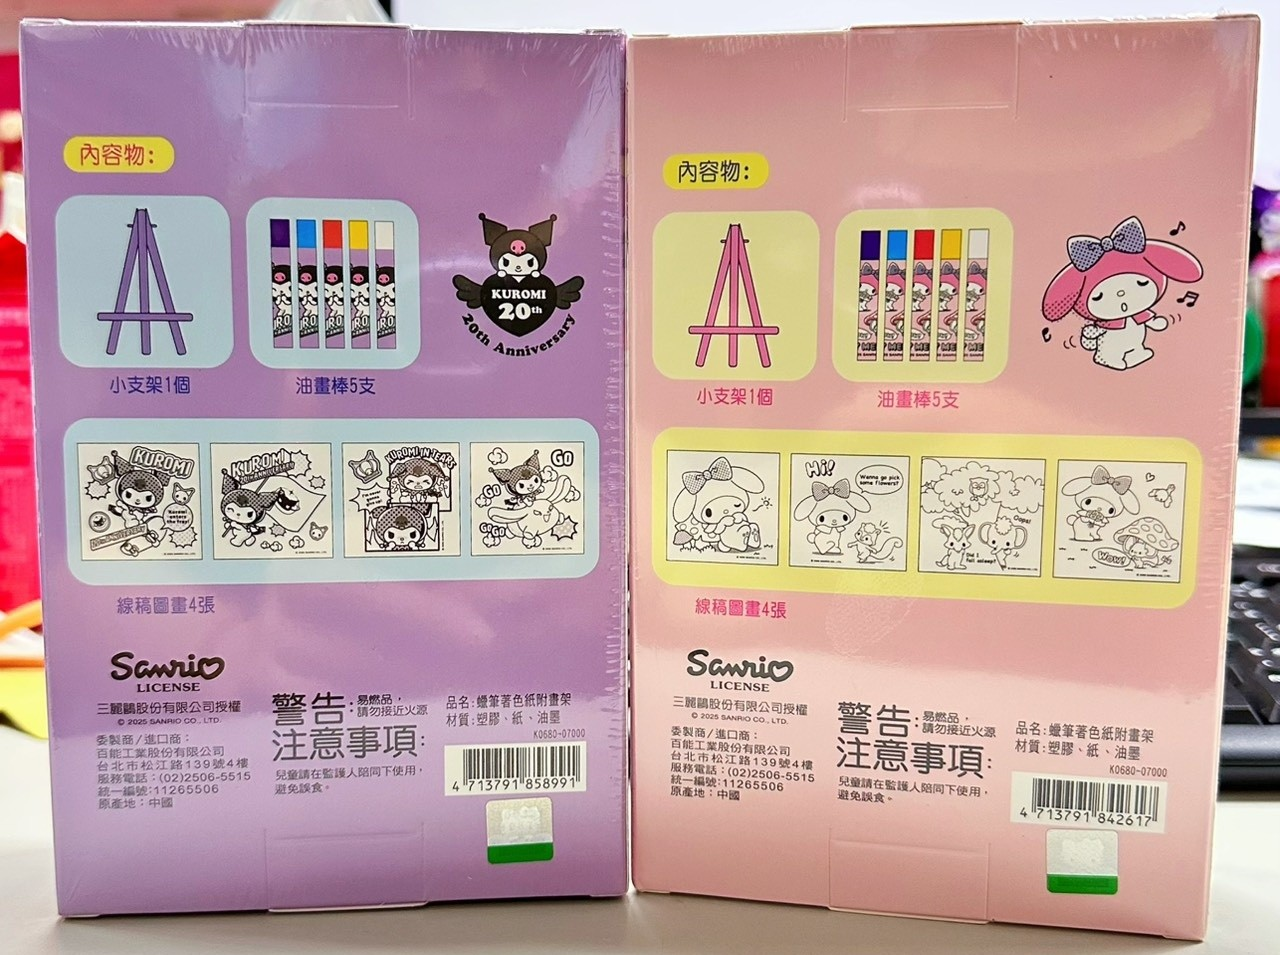 內容物:
小支架1個
油畫棒5支
KUROMI
20th
20th Anniversary
KUROMI
KUROMI
KUROMI IN TEARS
GO
GO
GO GO
線稿圖畫4張
Sanrio
LICENSE
三麗鷗股份有限公司授權
© 2025 SANRIO CO., LTD.
委製商/進口商:
百能工業股份有限公司
台北市松江路139號4樓
服務電話:(02)2506-5515
統一編號:11265506
原產地:中國
警告:易燃品,
請勿接近火源
注意事項:
兒童請在監護人陪同下使用,
避免誤食。
品名:蠟筆著色紙附畫架
材質:塑膠、紙、油墨
K0680-07000
4 713791 858991
內容物:
小支架1個
油畫棒5支
Hi!
Wanna go pick
some flowers?
Oops!
Did I
fall asleep?
Wow!
線稿圖畫4張
Sanrio
LICENSE
三麗鷗股份有限公司授權
© 2025 SANRIO CO., LTD.
委製商/進口商:
百能工業股份有限公司
台北市松江路139號4樓
服務電話:(02)2506-5515
統一編號:11265506
原產地:中國
警告:易燃品,
請勿接近火源
注意事項:
兒童請在監護人陪同下使用,
避免誤食。
品名:蠟筆著色紙附畫架
材質:塑膠、紙、油墨
K0680-07000
4 713791 842617